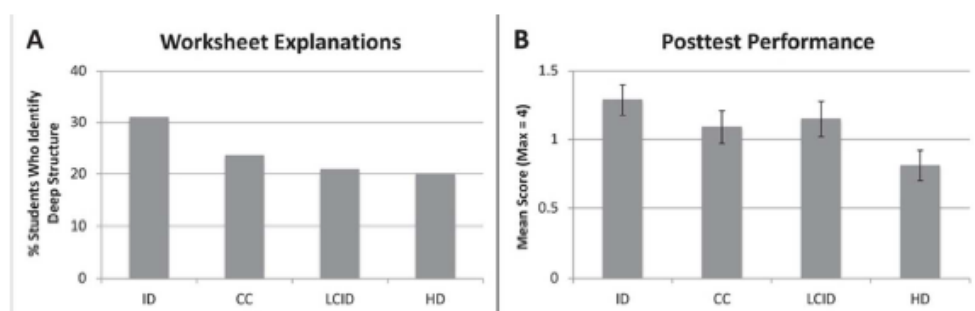 A
Worksheet Explanations
% Students Who Identify
Deep Structure
40
30
20
10
0
ID CC LCID HD
B
Posttest Performance
Mean Score (Max = 4)
1.5
1
0.5
0
ID CC LCID HD